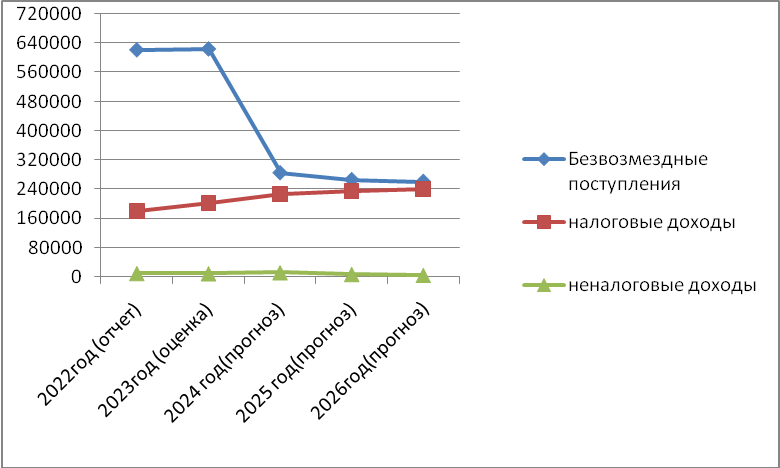 720000
640000
560000
480000
400000
320000
240000
160000
80000
0
2022год (отчет)
2023год (оценка)
2024 год(прогноз)
2025 год(прогноз)
2026год(прогноз)
Безвозмездные
поступления
налоговые доходы
неналоговые доходы